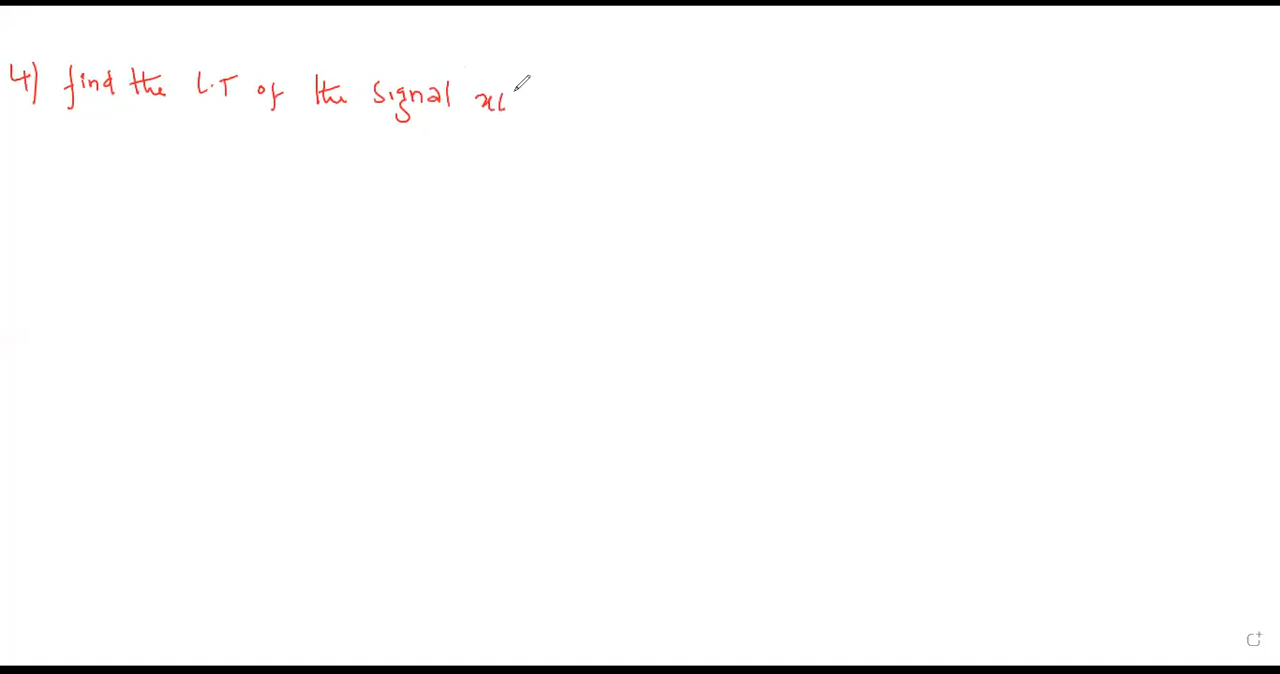 4) find the L.T of the signal x(